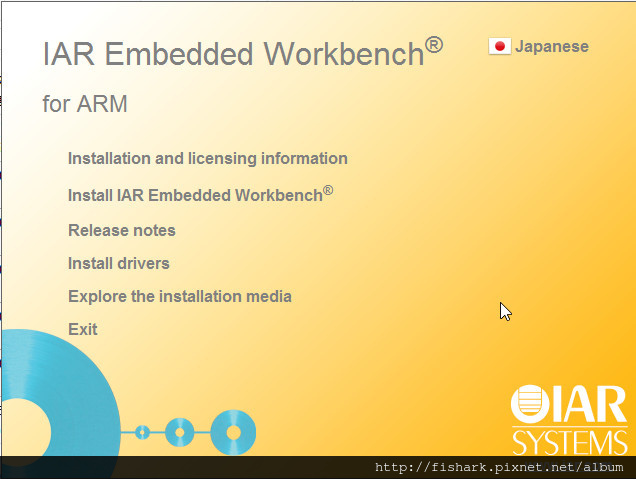 IAR Embedded Workbench®
Japanese
for ARM
Installation and licensing information
Install IAR Embedded Workbench®
Release notes
Install drivers
Explore the installation media
Exit
IAR
SYSTEMS
http://fishark.pixnet.net/album